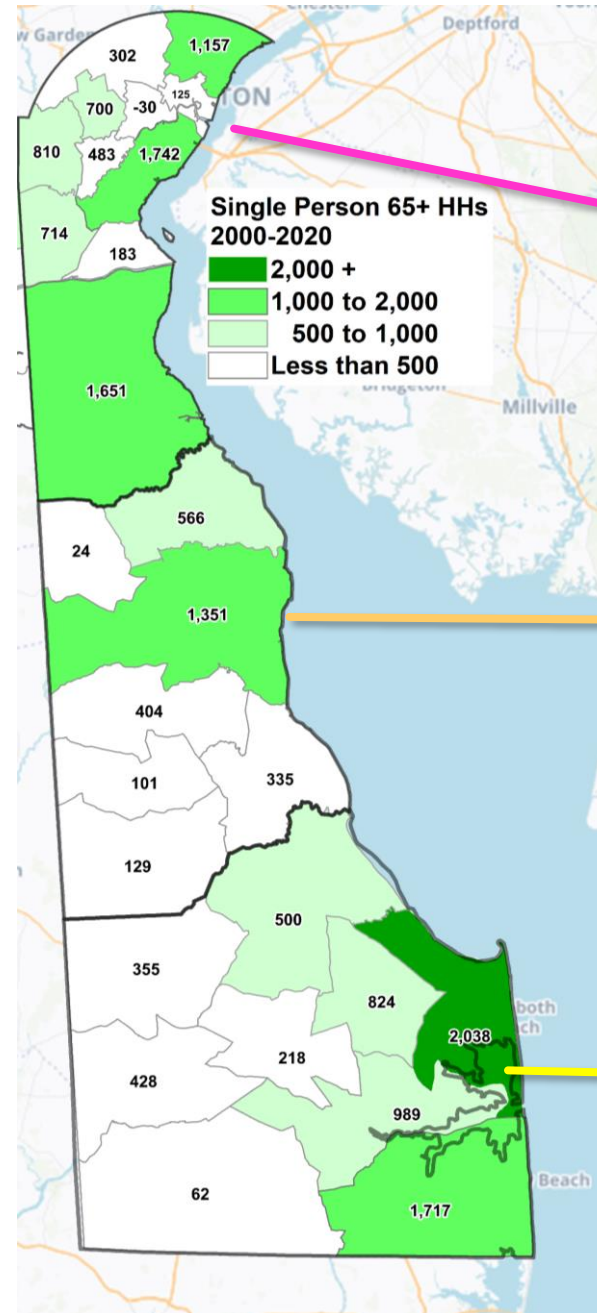 Deptford
w Garden
302
1,157
125
TON
700
-30
810
483
1,742
714
183
Single Person 65+ HHs
2000-2020
2,000 +
1,000 to 2,000
500 to 1,000
Less than 500
Millville
1,651
566
24
1,351
404
101
335
129
500
355
824
both
ch
2,038
218
428
989
62
1,717
Beach